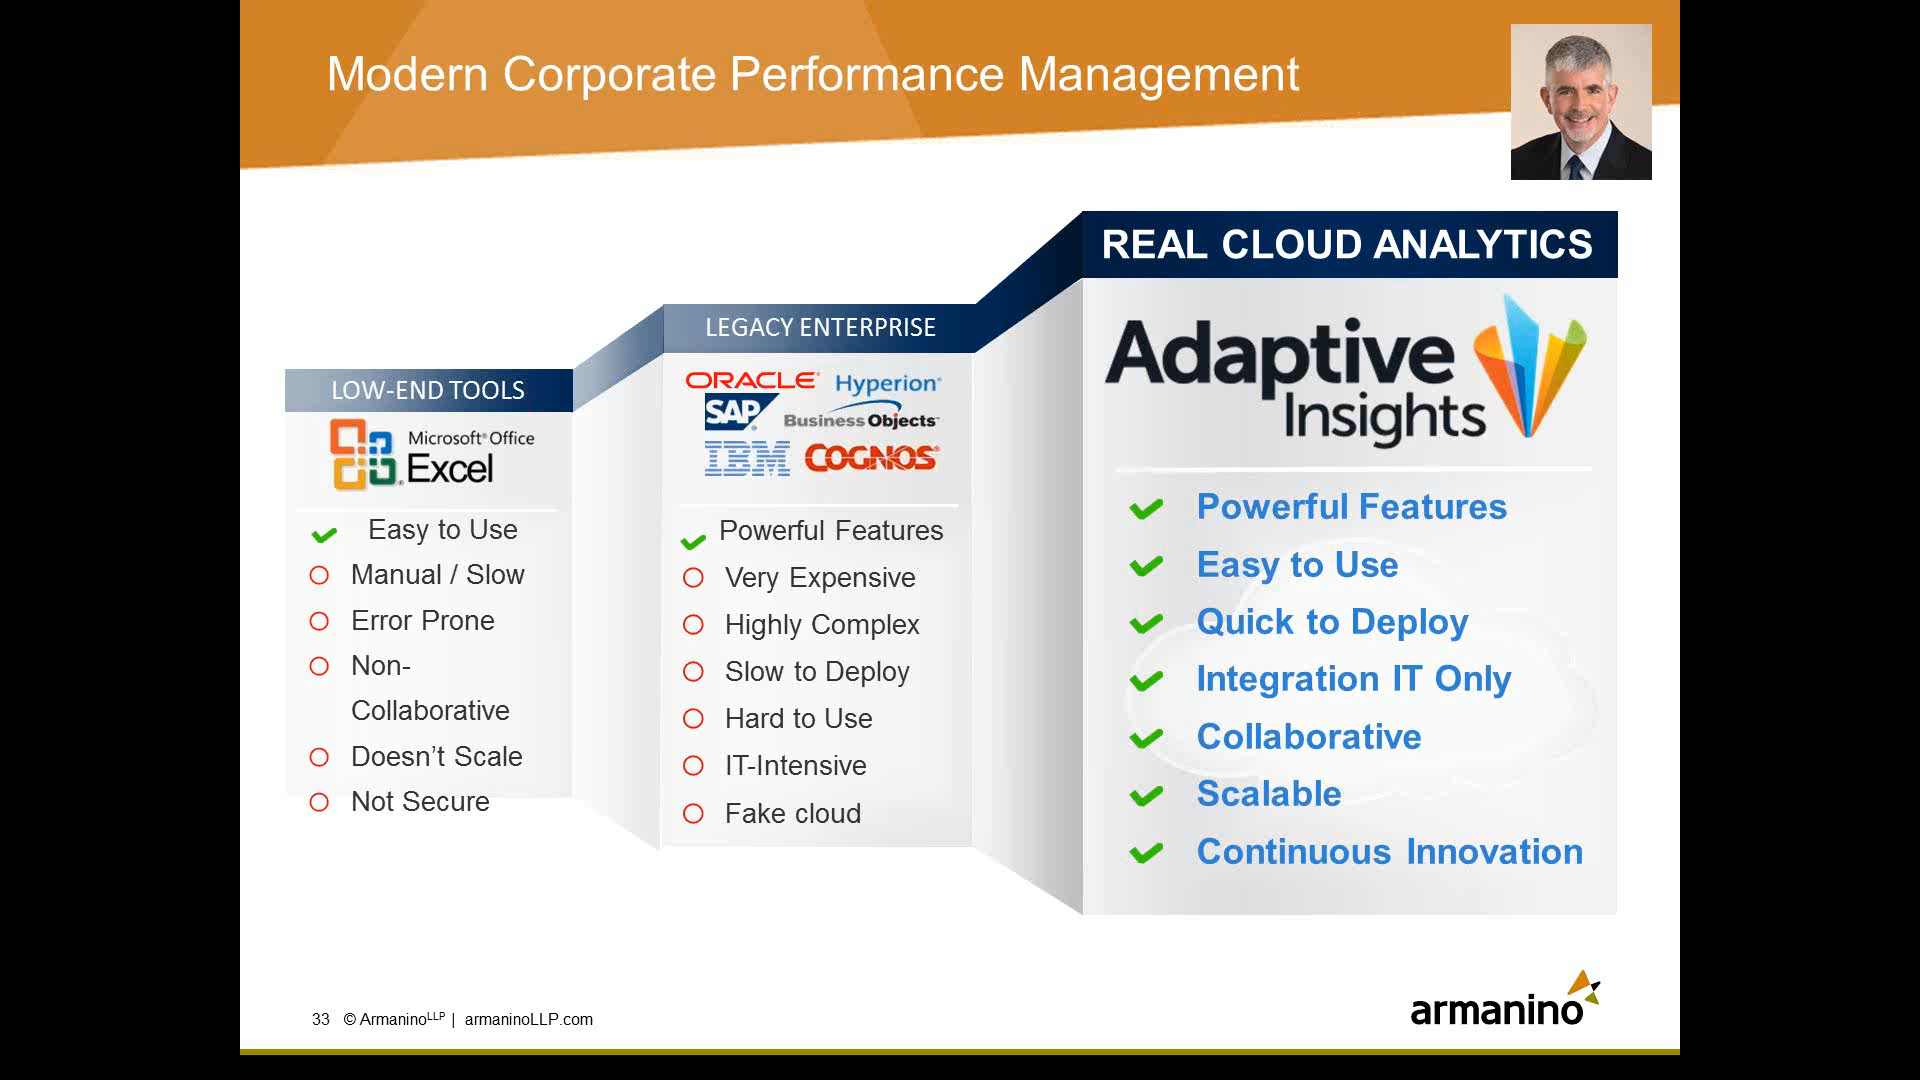 Modern Corporate Performance Management
LOW-END TOOLS
Microsoft® Office
Excel
Easy to Use
Manual / Slow
Error Prone
Non-
Collaborative
Doesn't Scale
Not Secure
LEGACY ENTERPRISE
ORACLE® Hyperion®
SAP® Business Objects™
IBM COGNOS®
Powerful Features
Very Expensive
Highly Complex
Slow to Deploy
Hard to Use
IT-Intensive
Fake cloud
REAL CLOUD ANALYTICS
Adaptive
Insights
Powerful Features
Easy to Use
Quick to Deploy
Integration IT Only
Collaborative
Scalable
Continuous Innovation
33 © ArmaninoLLP | armaninoLLP.com
armanino